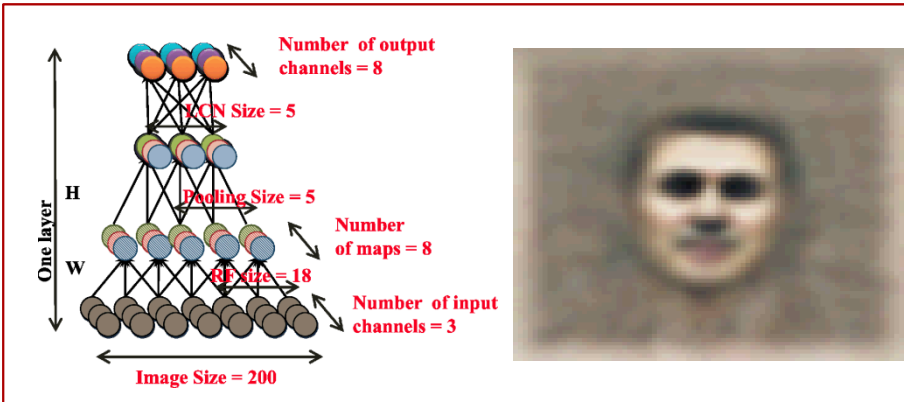 Number of output
channels = 8
LCN Size = 5
H
Pooling Size = 5
One layer
Number
of maps = 8
W
RF size = 18
Number of input
channels = 3
Image Size = 200